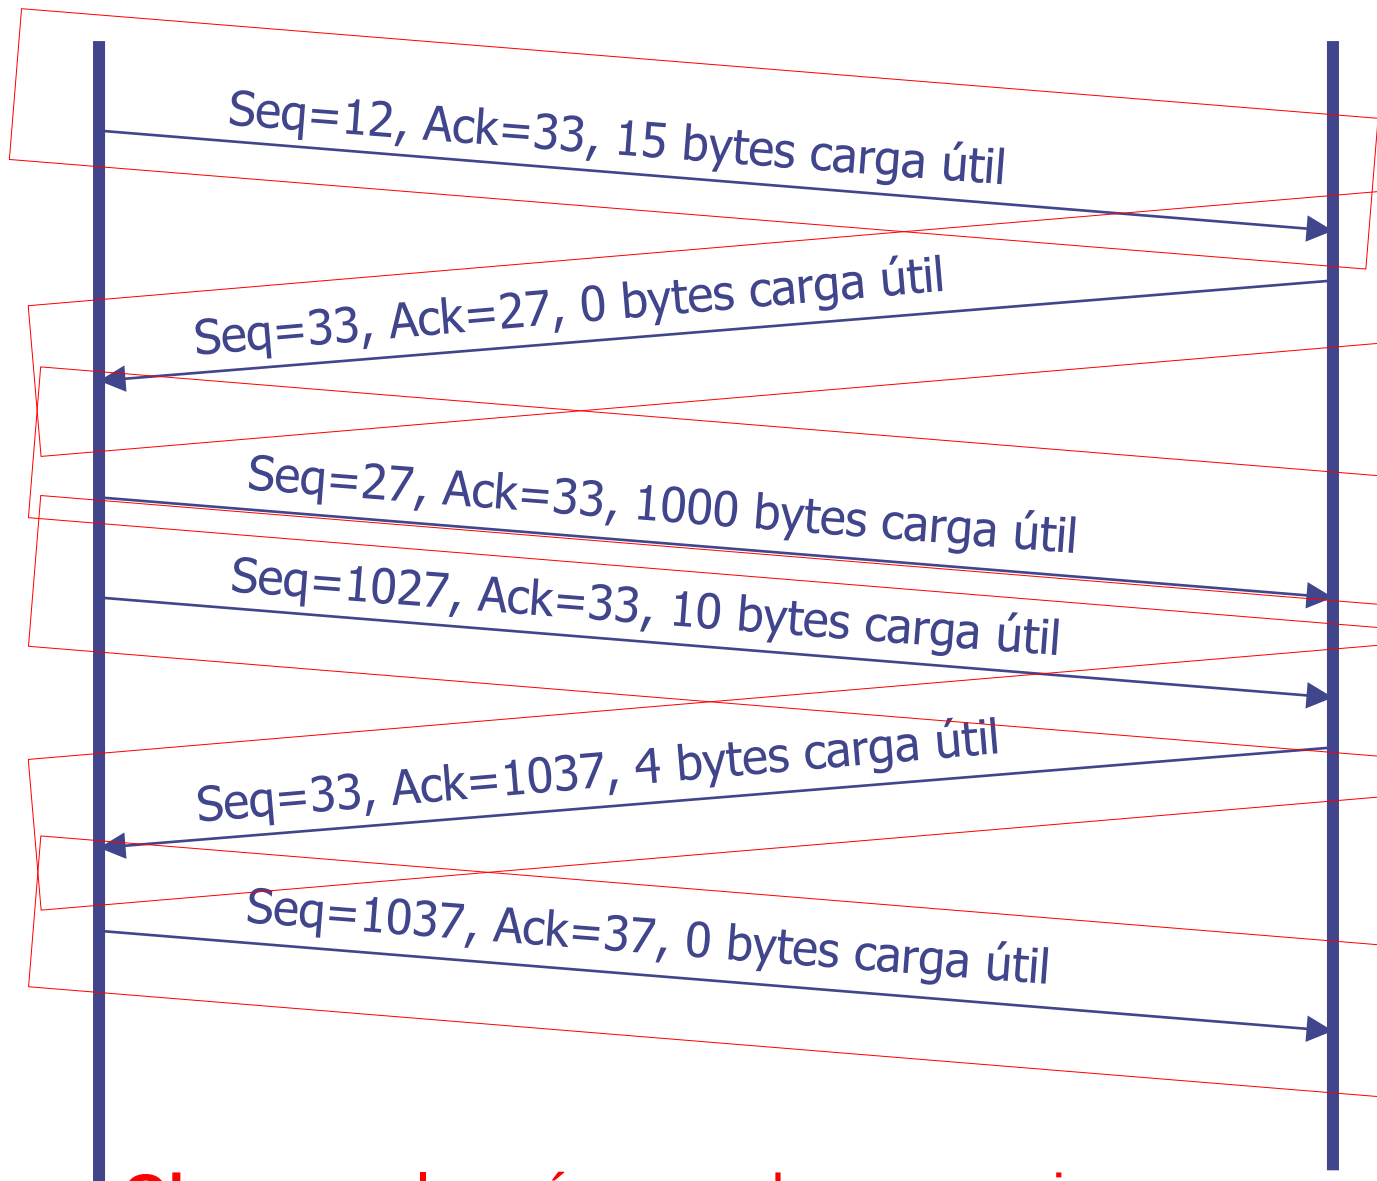 Seq=12, Ack=33, 15 bytes carga útil
Seq=33, Ack=27, 0 bytes carga útil
Seq=27, Ack=33, 1000 bytes carga útil
Seq=1027, Ack=33, 10 bytes carga útil
Seq=33, Ack=1037, 4 bytes carga útil
Seq=1037, Ack=37, 0 bytes carga útil